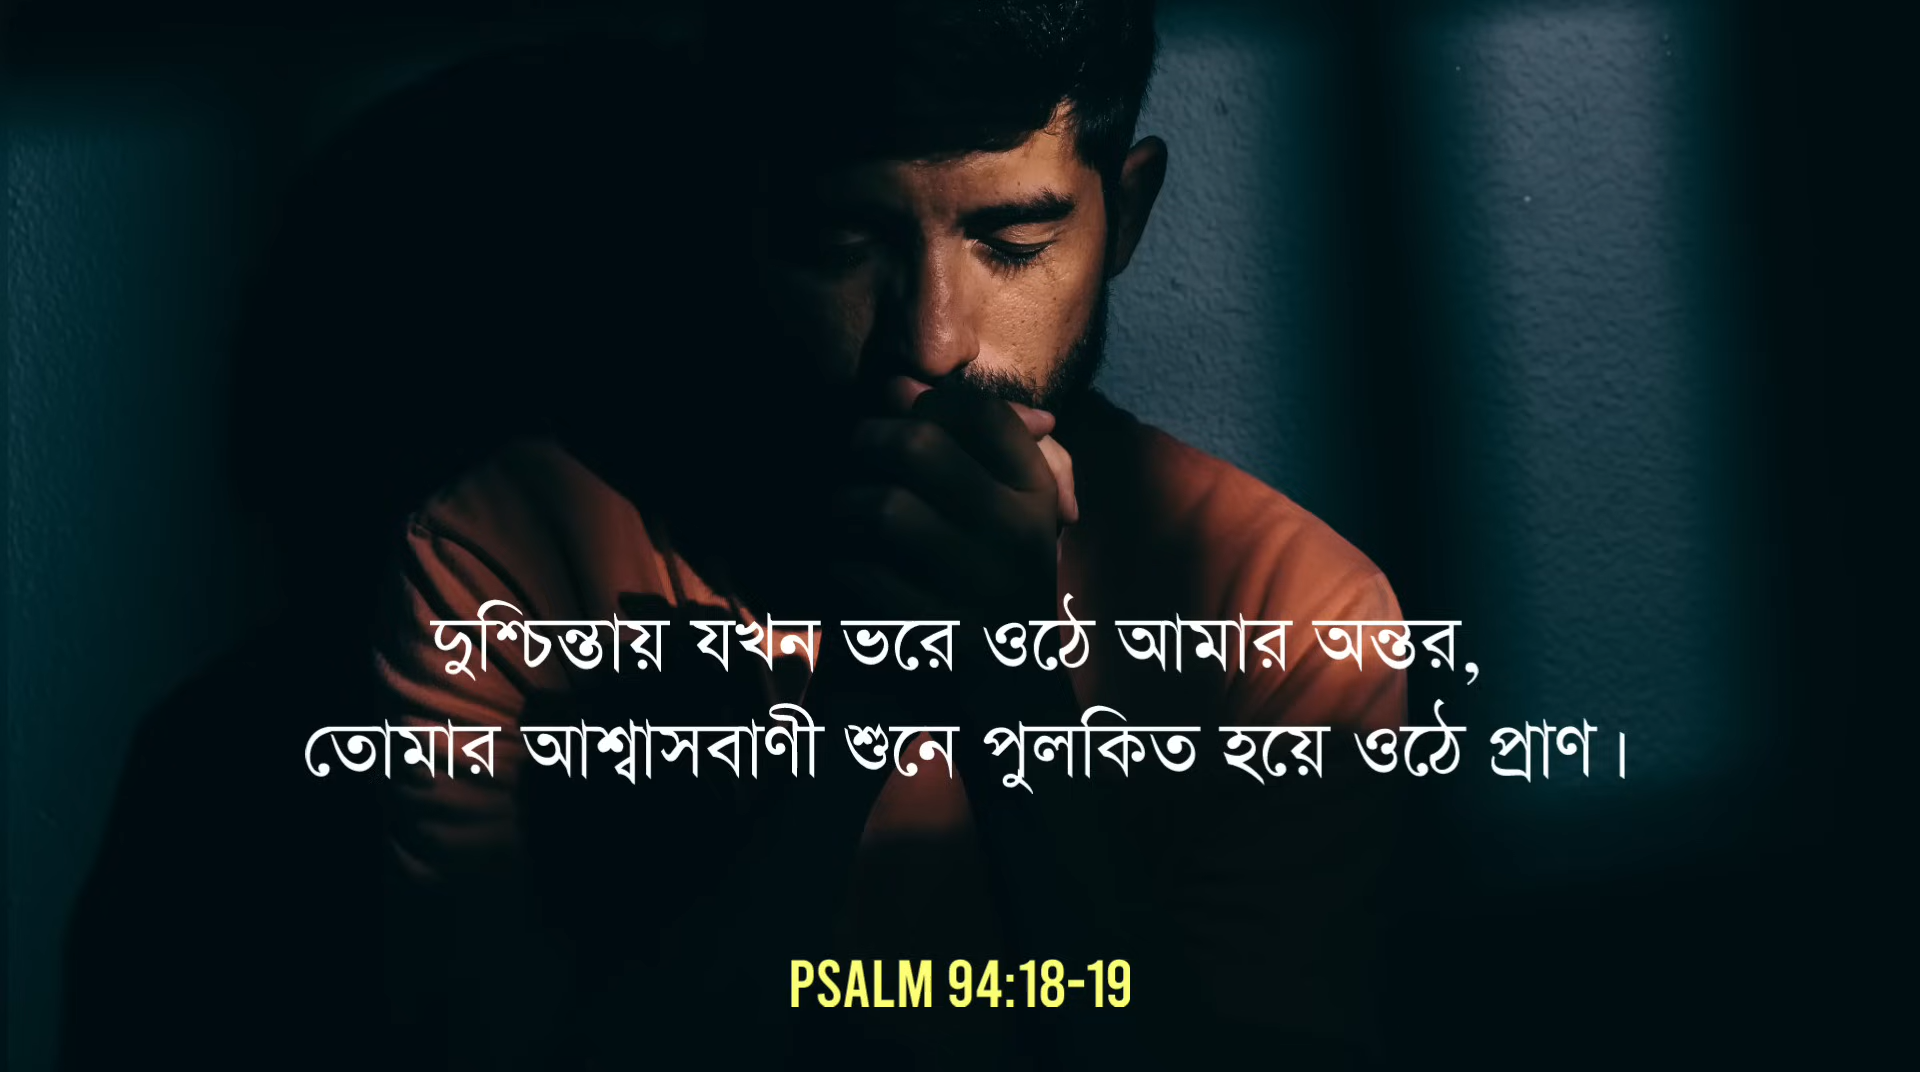 দুশ্চিন্তায় যখন ভরে ওঠে আমার অন্তর,
তোমার আশ্বাসবাণী শুনে পুলকিত হয়ে ওঠে প্রাণ।
PSALM 94:18-19